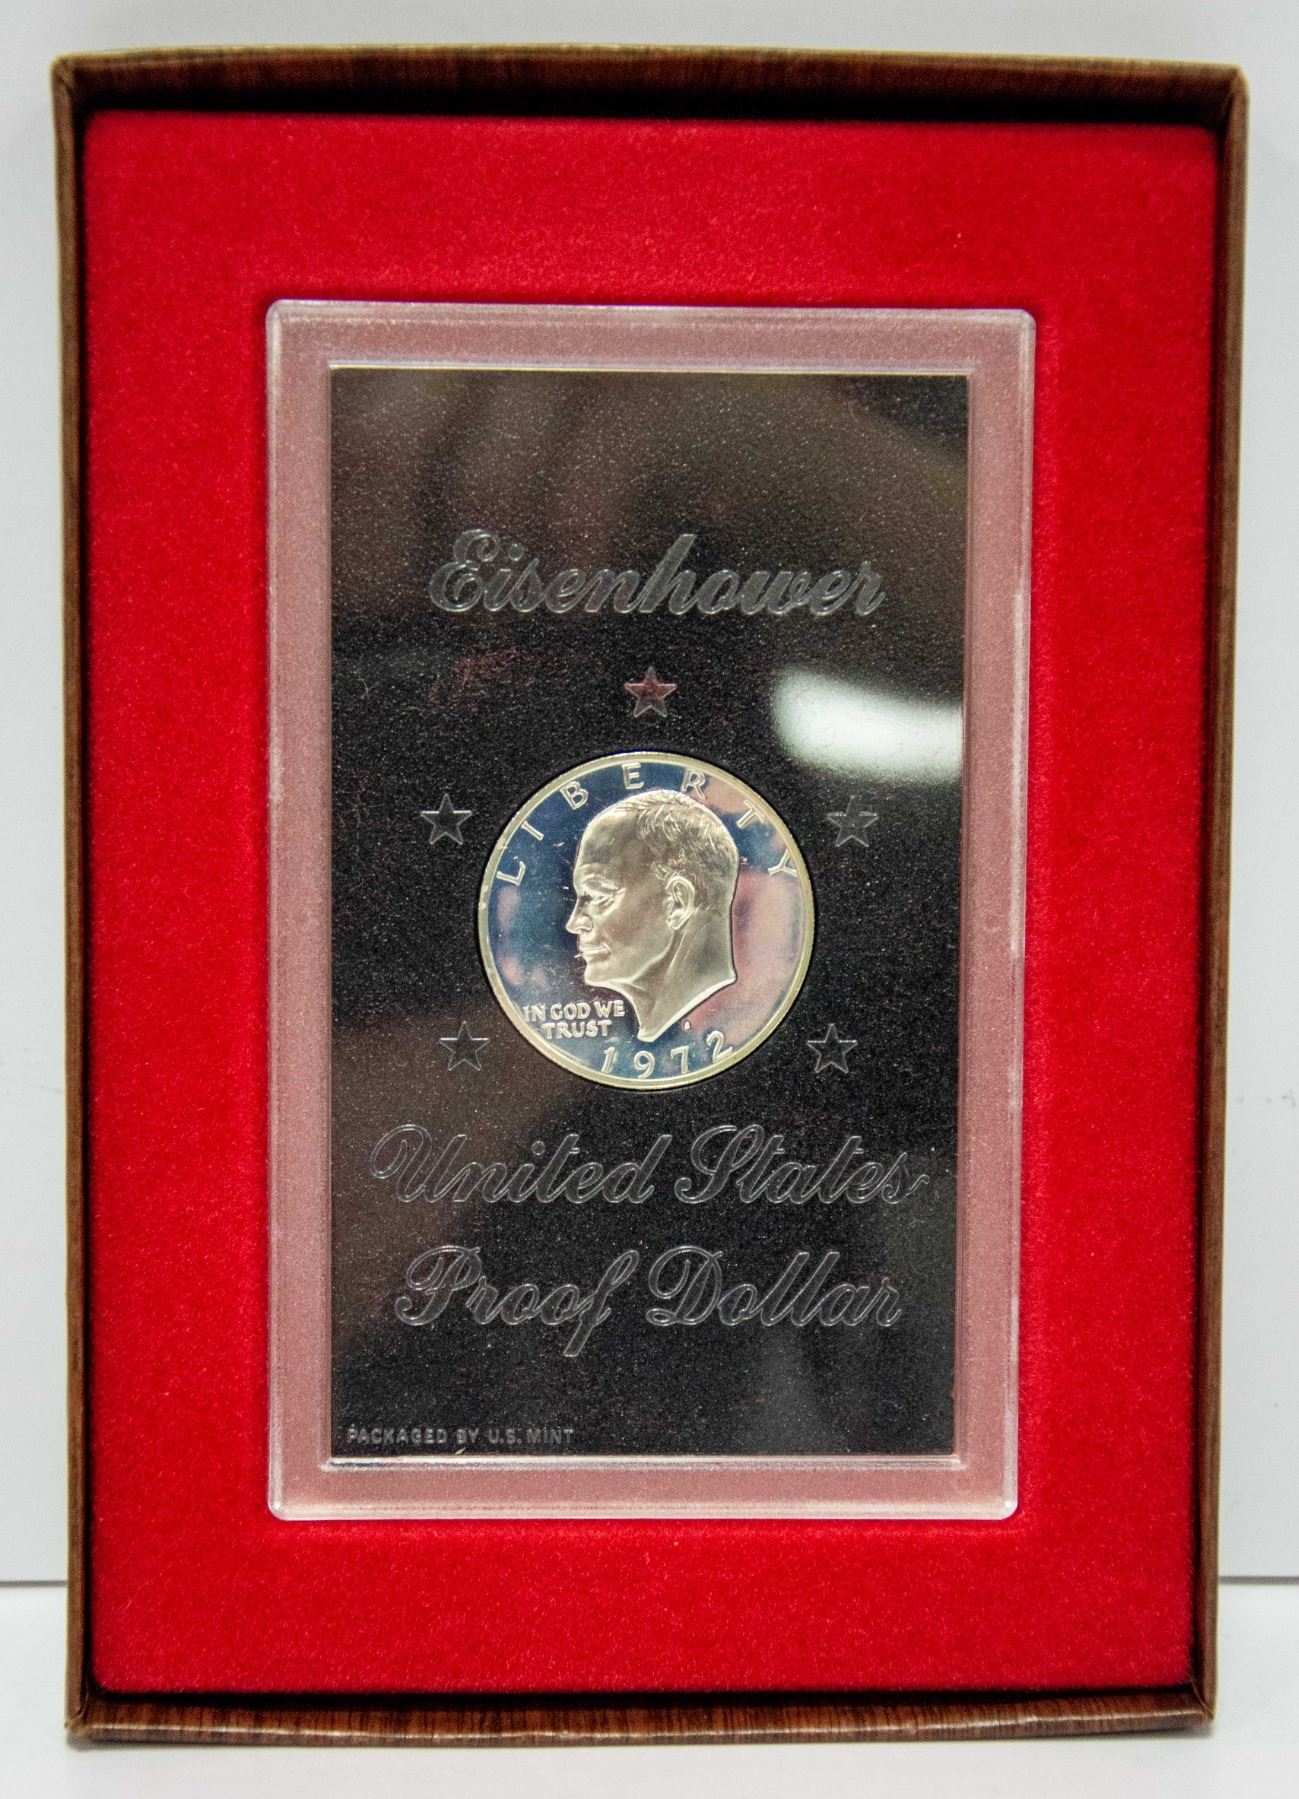 Eisenhower
LIBERTY
IN GOD WE
TRUST
S
1972
United States
Proof Dollar
PACKAGED BY U.S. MINT